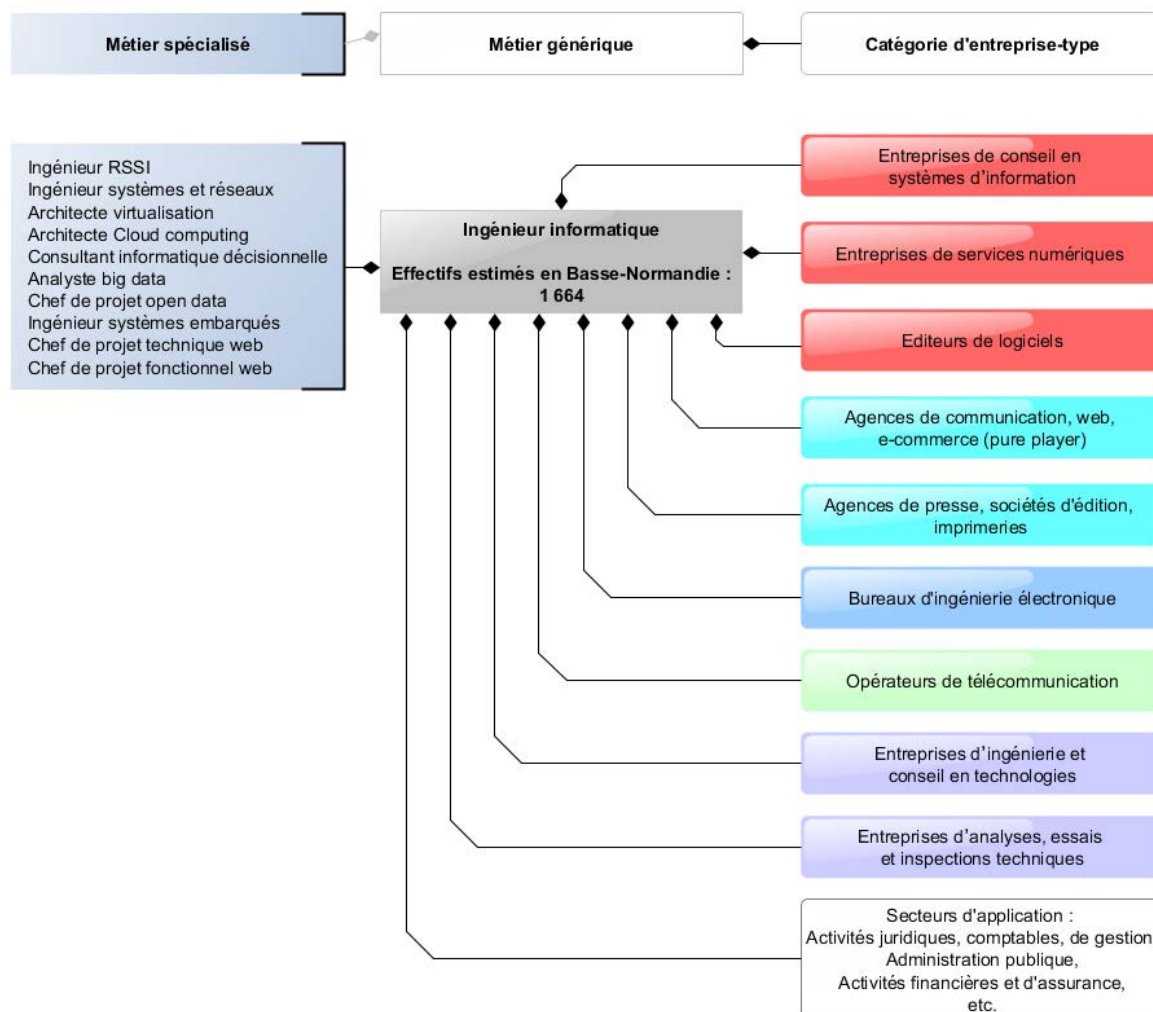 Métier spécialisé
Métier générique
Catégorie d'entreprise-type
Ingénieur RSSI
Ingénieur systèmes et réseaux
Architecte virtualisation
Architecte Cloud computing
Consultant informatique décisionnelle
Analyste big data
Chef de projet open data
Ingénieur systèmes embarqués
Chef de projet technique web
Chef de projet fonctionnel web
Ingénieur informatique
Effectifs estimés en Basse-Normandie :
1 664
Entreprises de conseil en
systèmes d’information
Entreprises de services numériques
Editeurs de logiciels
Agences de communication, web,
e-commerce (pure player)
Agences de presse, sociétés d'édition,
imprimeries
Bureaux d'ingénierie électronique
Opérateurs de télécommunication
Entreprises d’ingénierie et
conseil en technologies
Entreprises d’analyses, essais
et inspections techniques
Secteurs d'application :
Activités juridiques, comptables, de gestion
Administration publique,
Activités financières et d'assurance,
etc.